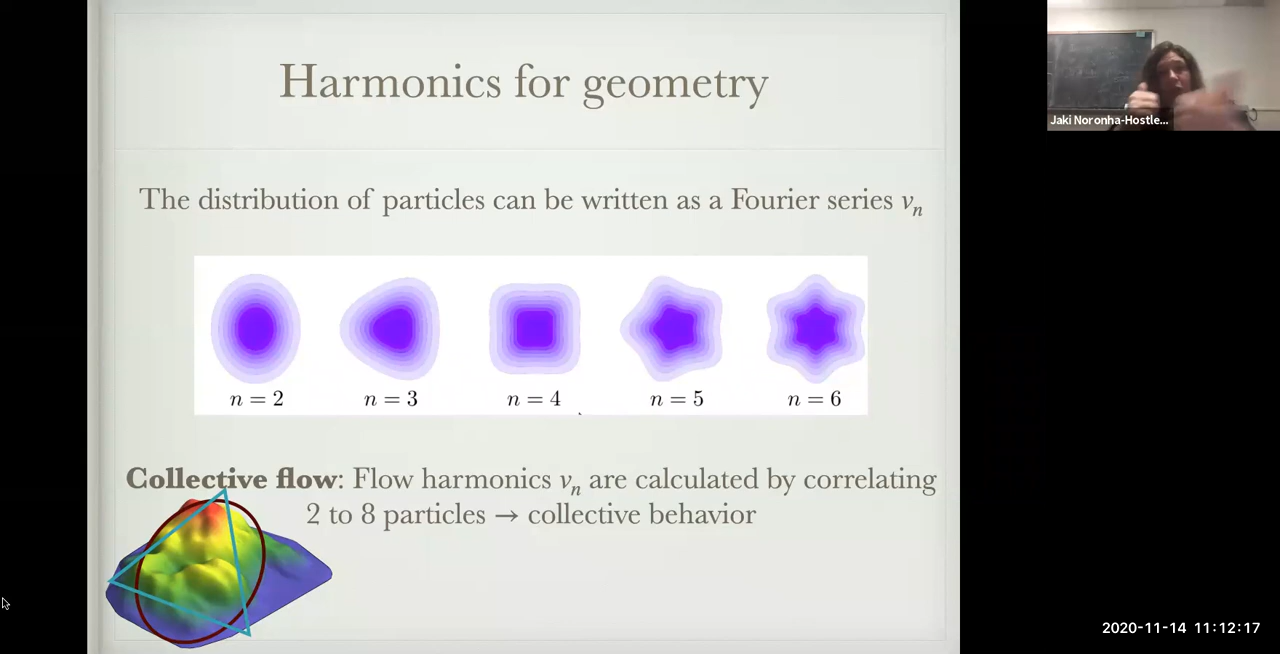 Harmonics for geometry
Jaki Noronha-Hostle...
The distribution of particles can be written as a Fourier series vn
n = 2
n = 3
n = 4
n = 5
n = 6
Collective flow: Flow harmonics vn are calculated by correlating
2 to 8 particles → collective behavior
2020-11-14 11:12:17